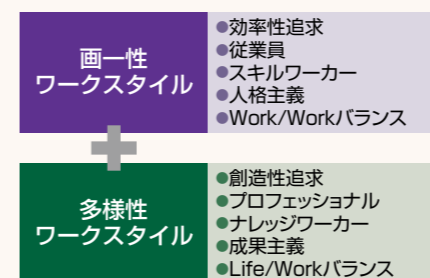 画一性
ワークスタイル
●効率性追求
●従業員
●スキルワーカー
●人格主義
●Work/Workバランス
+
多様性
ワークスタイル
●創造性追求
●プロフェッショナル
●ナレッジワーカー
●成果主義
●Life/Workバランス